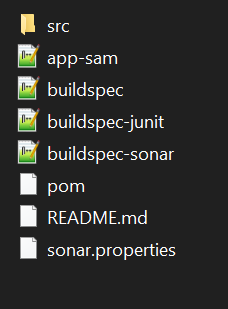 src
app-sam
buildspec
buildspec-junit
buildspec-sonar
pom
README.md
sonar.properties